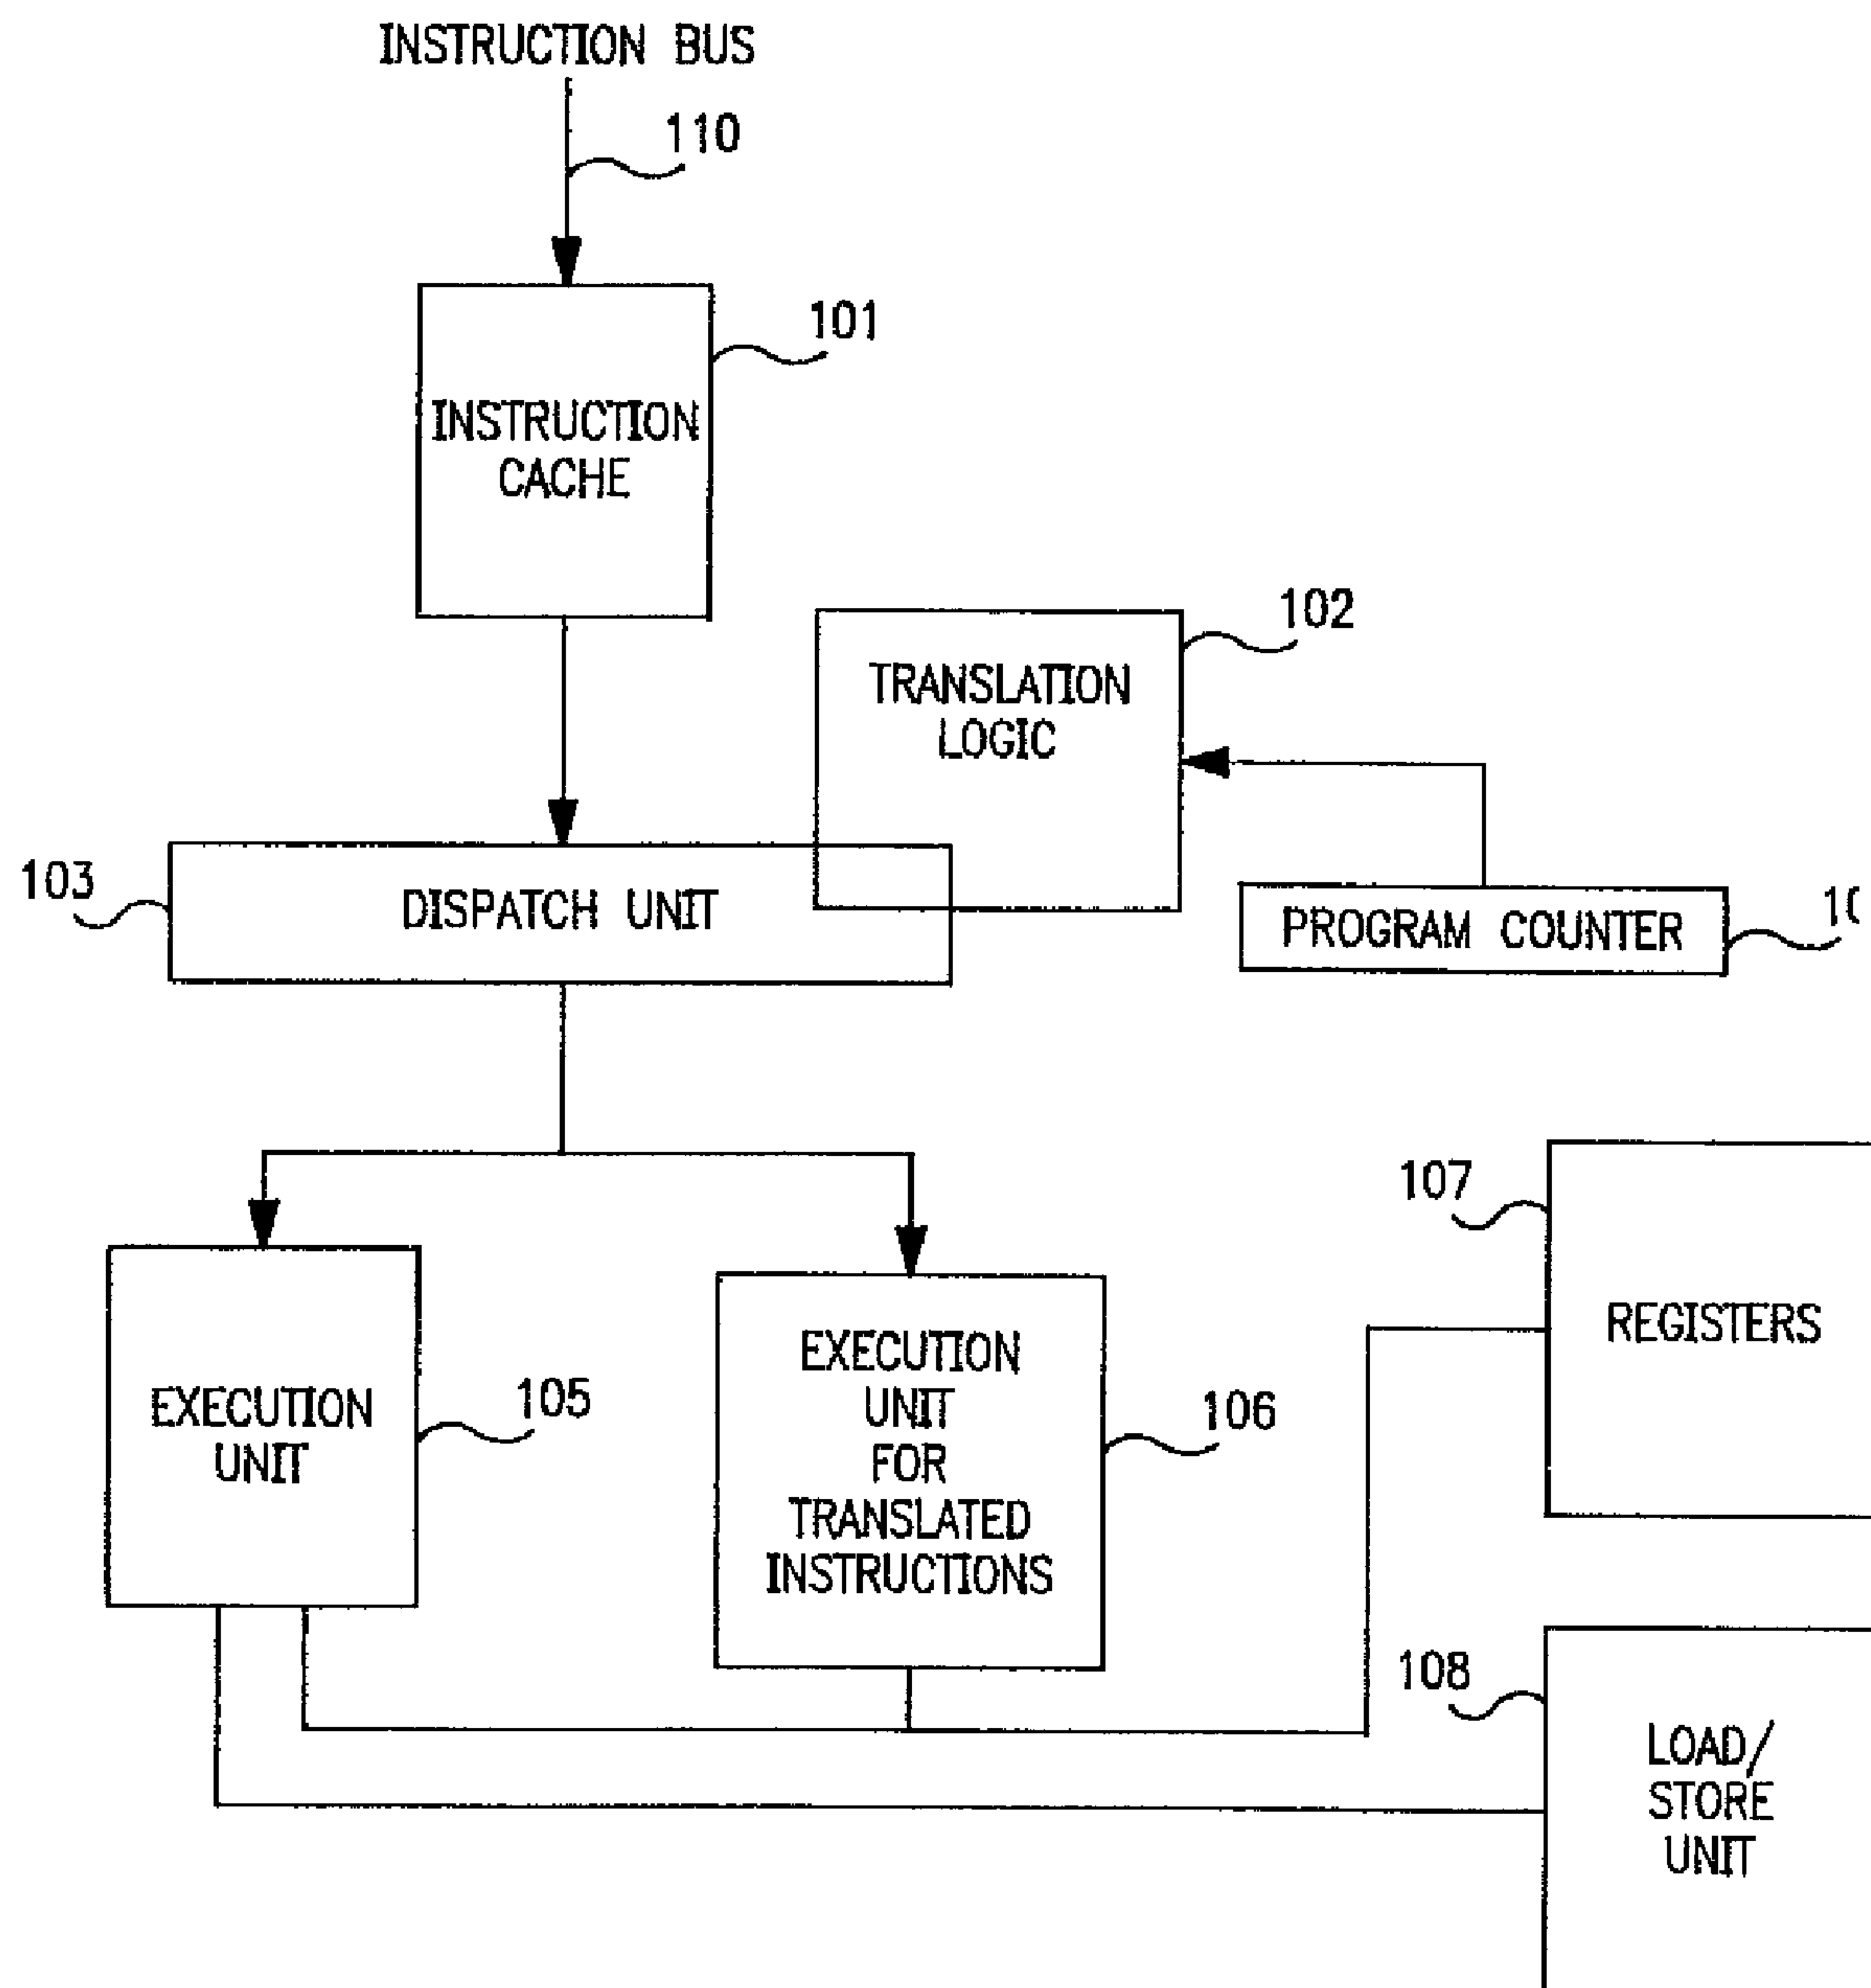 INSTRUCTION BUS
110
101
INSTRUCTION
CACHE
102
TRANSLATION
LOGIC
103
DISPATCH UNIT
PROGRAM COUNTER
107
REGISTERS
EXECUTION
UNIT
105
EXECUTION
UNIT
FOR
TRANSLATED
INSTRUCTIONS
106
108
LOAD/
STORE
UNIT